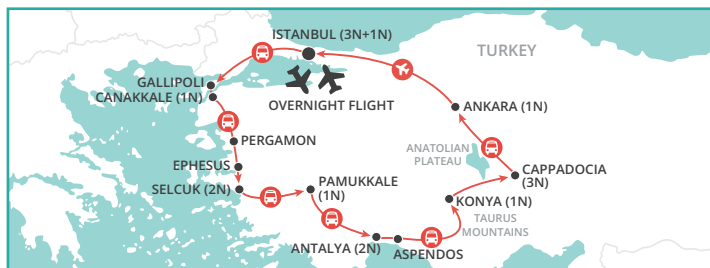 ISTANBUL (3N+1N)
TURKEY
GALLIPOLI
CANAKKALE (1N)
OVERNIGHT FLIGHT
ANKARA (1N)
PERGAMON
ANATOLIAN
PLATEAU
EPHESUS
CAPPADOCIA
(3N)
SELCUK (2N)
PAMUKKALE
(1N)
KONYA (1N)
TAURUS
MOUNTAINS
ANTALYA (2N)
ASPENDOS